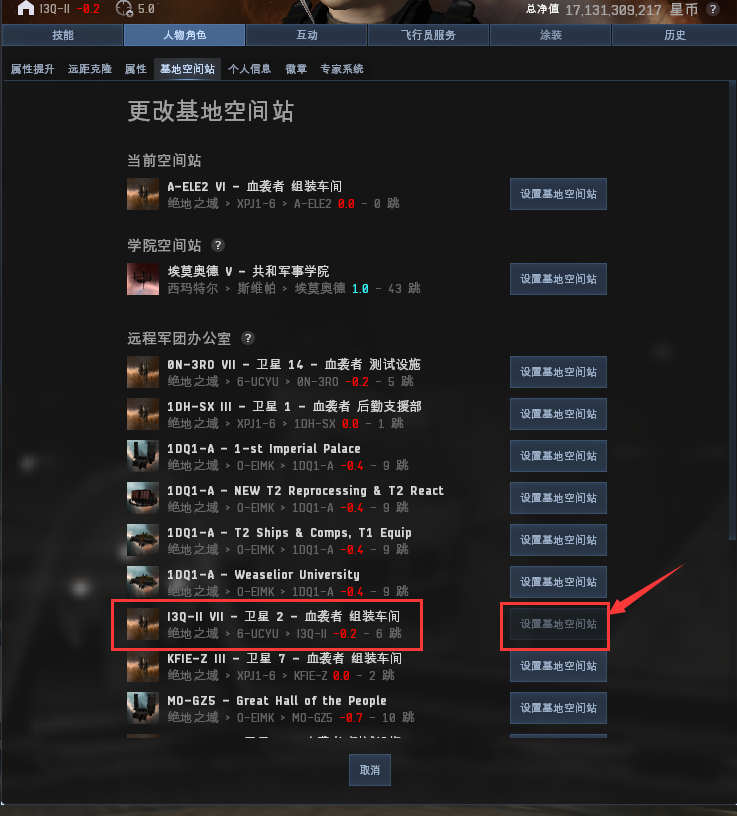 I3Q-II -0.2 5.0 总净值 17,131,309,217 星币 ?
技能 人物角色 互动 飞行员服务 涂装 历史
属性提升 远距克隆 属性 基地空间站 个人信息 徽章 专家系统
更改基地空间站
当前空间站
A-ELE2 VI - 血袭者 组装车间
绝地之域 > XPJ1-6 > A-ELE2 0.0 - 0 跳
设置基地空间站
学院空间站 ?
埃莫奥德 V - 共和军事学院
西玛特尔 > 斯维帕 > 埃莫奥德 1.0 - 43 跳
设置基地空间站
远程军团办公室 ?
0N-3RO VII - 卫星 14 - 血袭者 测试设施
绝地之域 > 6-UCYU > 0N-3RO -0.2 - 5 跳
设置基地空间站
1DH-SX III - 卫星 1 - 血袭者 后勤支援部
绝地之域 > XPJ1-6 > 1DH-SX 0.0 - 1 跳
设置基地空间站
1DQ1-A - 1-st Imperial Palace
绝地之域 > O-EIMK > 1DQ1-A -0.4 - 9 跳
设置基地空间站
1DQ1-A - NEW T2 Reprocessing & T2 React
绝地之域 > O-EIMK > 1DQ1-A -0.4 - 9 跳
设置基地空间站
1DQ1-A - T2 Ships & Comps, T1 Equip
绝地之域 > O-EIMK > 1DQ1-A -0.4 - 9 跳
设置基地空间站
1DQ1-A - Weaselior University
绝地之域 > O-EIMK > 1DQ1-A -0.4 - 9 跳
设置基地空间站
I3Q-II VII - 卫星 2 - 血袭者 组装车间
绝地之域 > 6-UCYU > I3Q-II -0.2 - 6 跳
设置基地空间站
KFIE-Z III - 卫星 7 - 血袭者 组装车间
绝地之域 > XPJ1-6 > KFIE-Z 0.0 - 2 跳
设置基地空间站
MO-GZ5 - Great Hall of the People
绝地之域 > O-EIMK > MO-GZ5 -0.7 - 10 跳
设置基地空间站
取消